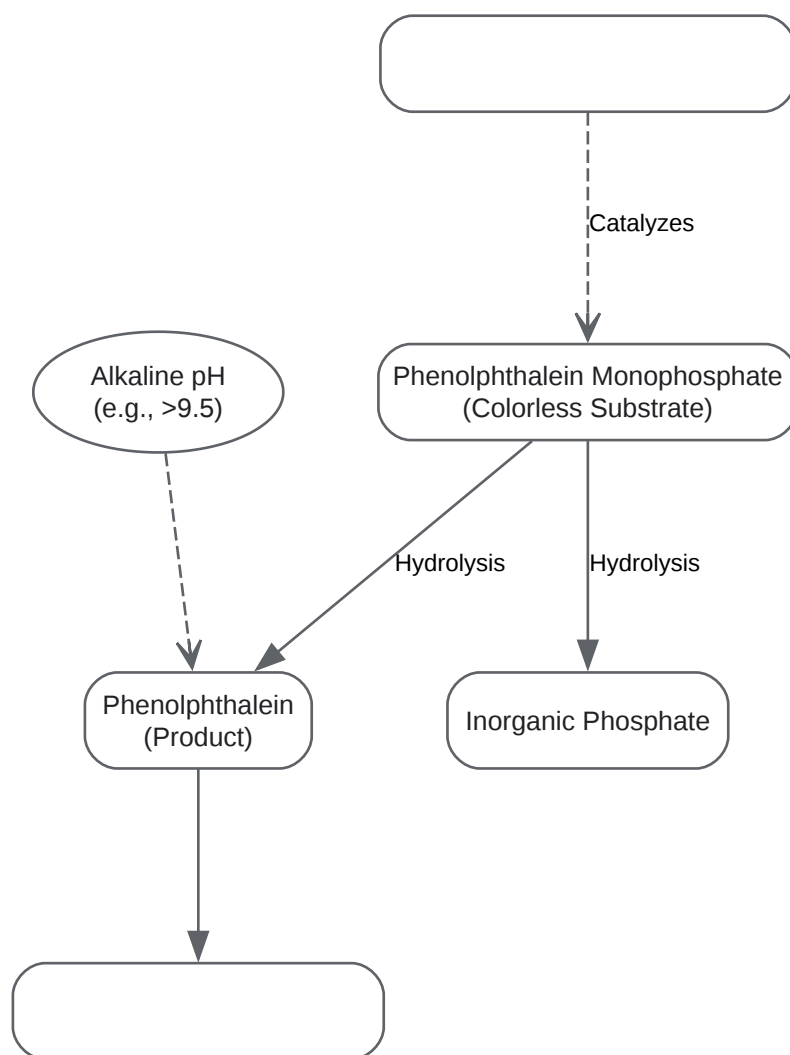 Catalyzes
Alkaline pH
(e.g., >9.5)
Phenolphthalein Monophosphate
(Colorless Substrate)
Hydrolysis
Hydrolysis
Phenolphthalein
(Product)
Inorganic Phosphate